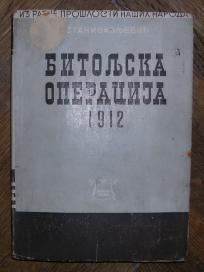 ИЗ РАТНЕ ПРОШЛОСТИ НАШИХ НАРОДА
БИТОЉСКА
ОПЕРАЦИЈА
1912